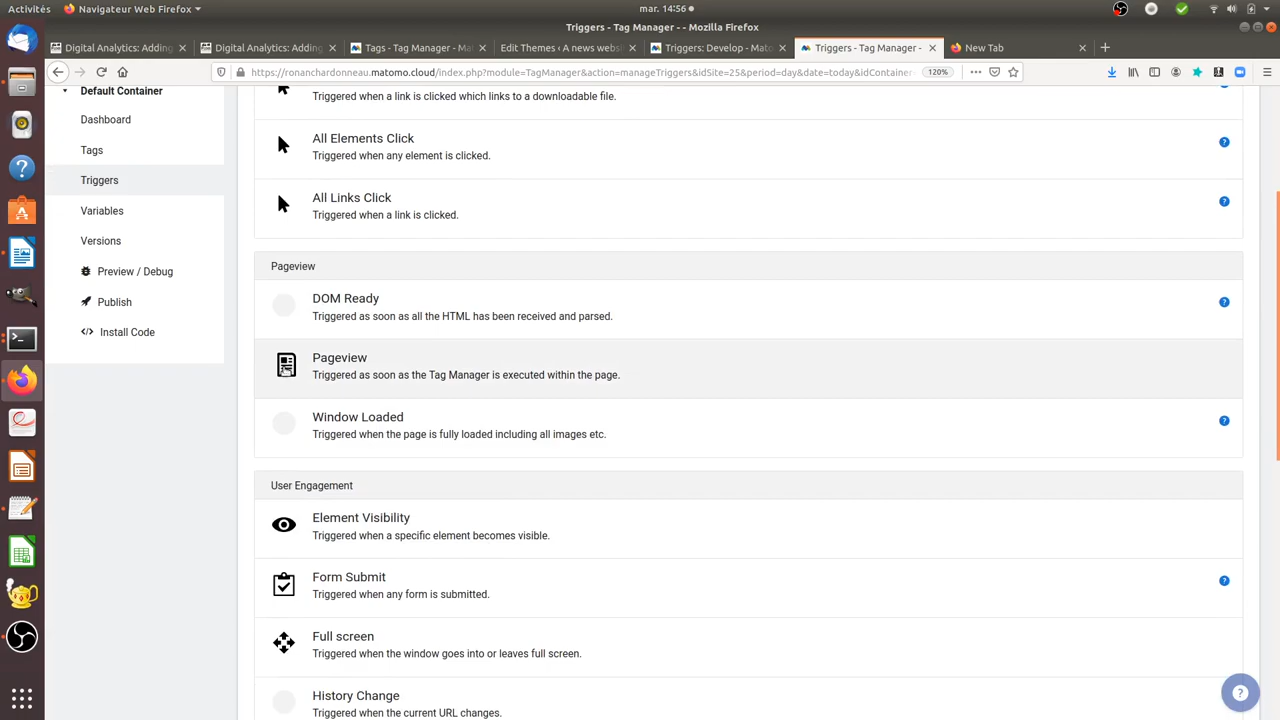 Activités
Navigateur Web Firefox
mar. 14:56
Triggers - Tag Manager - - Mozilla Firefox
Digital Analytics: Adding
Digital Analytics: Adding
Tags - Tag Manager - Ma
Edit Themes ‹ A news websi
Triggers: Develop - Matom
Triggers - Tag Manager -
New Tab
https://ronanchardonneau.matomo.cloud/index.php?module=TagManager&action=manageTriggers&idSite=25&period=day&date=today&idContainer
120%
Default Container
Dashboard
Tags
Triggers
Variables
Versions
Preview / Debug
Publish
Install Code
Triggered when a link is clicked which links to a downloadable file.
All Elements Click
Triggered when any element is clicked.
All Links Click
Triggered when a link is clicked.
Pageview
DOM Ready
Triggered as soon as all the HTML has been received and parsed.
Pageview
Triggered as soon as the Tag Manager is executed within the page.
Window Loaded
Triggered when the page is fully loaded including all images etc.
User Engagement
Element Visibility
Triggered when a specific element becomes visible.
Form Submit
Triggered when any form is submitted.
Full screen
Triggered when the window goes into or leaves full screen.
History Change
Triggered when the current URL changes.